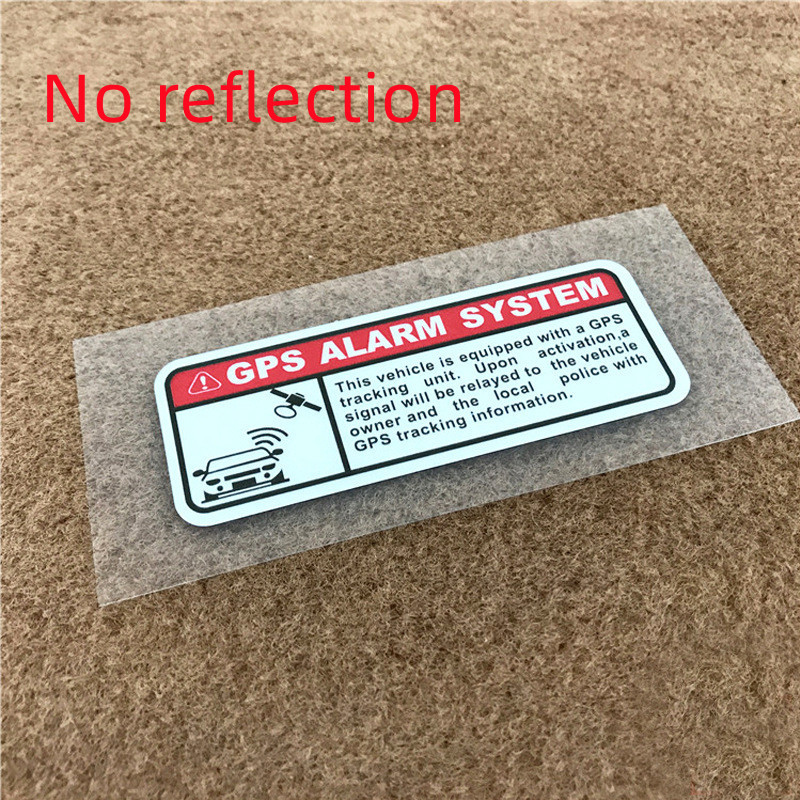 No reflection
GPS ALARM SYSTEM
This vehicle is equipped with a GPS
tracking unit. Upon activation,a
signal will be relayed to the vehicle
owner and the local police with
GPS tracking information.